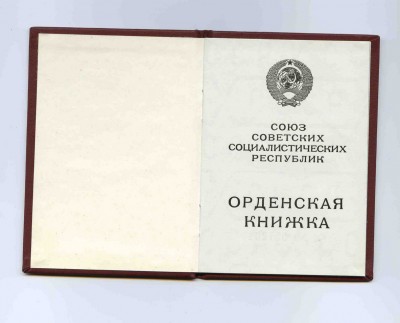 СОЮЗ
СОВЕТСКИХ
СОЦИАЛИСТИЧЕСКИХ
РЕСПУБЛИК
ОРДЕНСКАЯ
КНИЖКА